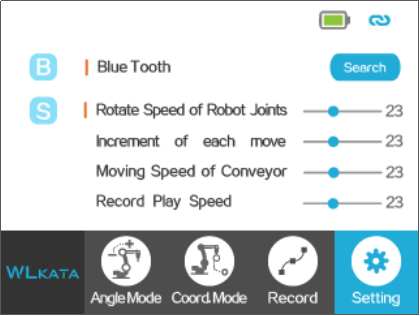 B Blue Tooth Search
S Rotate Speed of Robot Joints 23
Increment of each move 23
Moving Speed of Conveyor 23
Record Play Speed 23
WLKATA Angle Mode Coord.Mode Record Setting